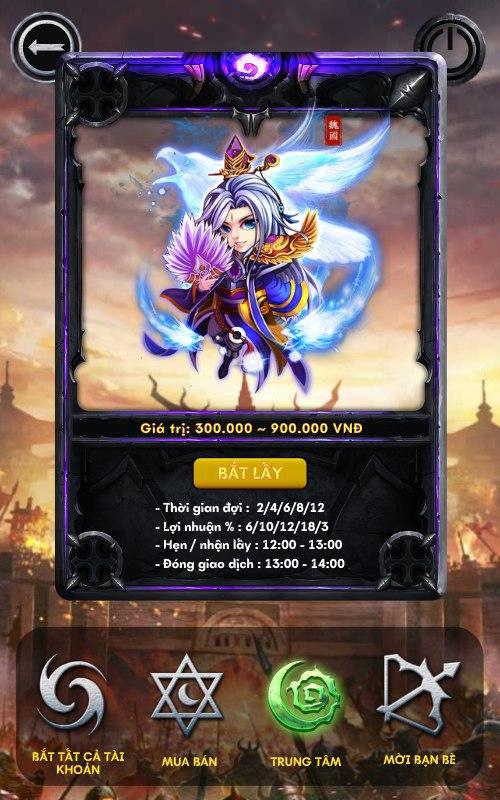 魏國
Giá trị: 300.000 ~ 900.000 VNĐ
BẮT LẤY
- Thời gian đợi : 2/4/6/8/12
- Lợi nhuận % : 6/10/12/18/3
- Hẹn / nhận lấy : 12:00 - 13:00
- Đóng giao dịch : 13:00 - 14:00
BẮT TẤT CẢ TÀI
KHOẢN
MUA BÁN
TRUNG TÂM
MỜI BẠN BÈ